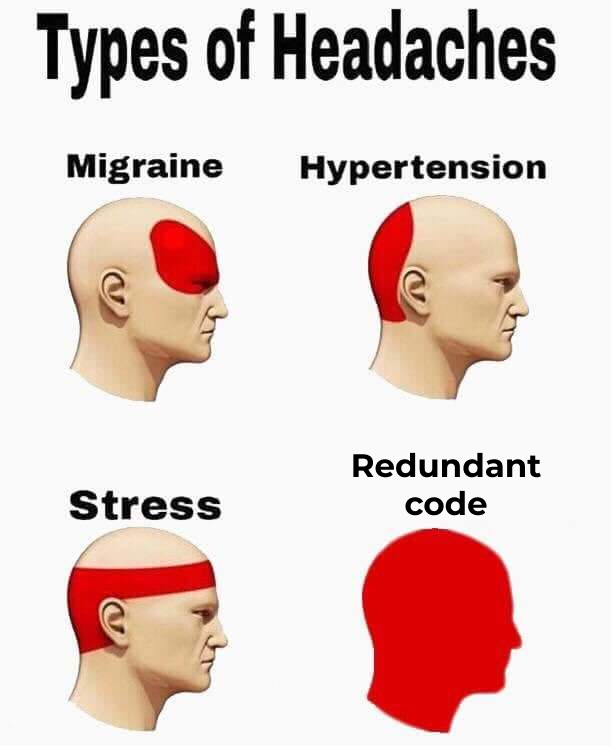 Types of Headaches
Migraine
Hypertension
Stress
Redundant
code